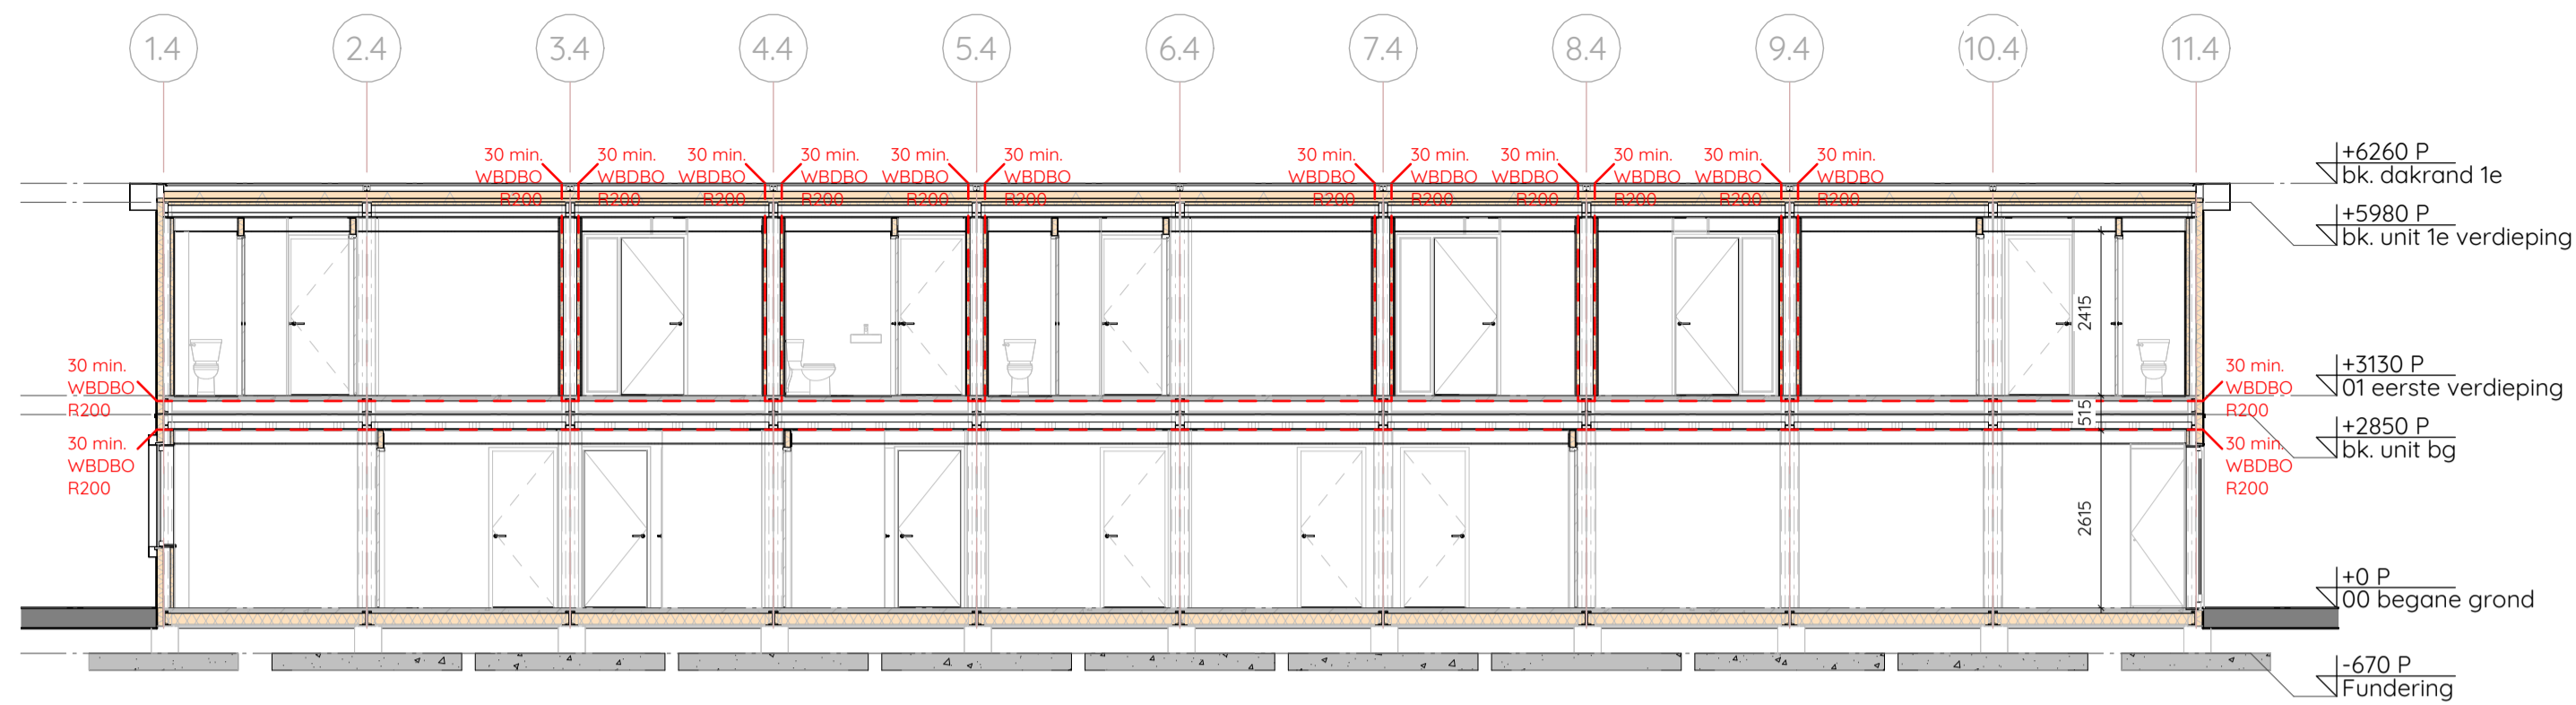 1.4 2.4 3.4 4.4 5.4 6.4 7.4 8.4 9.4 10.4 11.4
30 min. 30 min. 30 min. 30 min. 30 min. 30 min. 30 min. 30 min. 30 min. 30 min. 30 min. 30 min.
WBDBO WBDBO WBDBO WBDBO WBDBO WBDBO WBDBO WBDBO WBDBO WBDBO WBDBO WBDBO
R200 R200 R200 R200 R200 R200 R200 R200 R200 R200 R200 R200
+6260 P
bk. dakrand 1e
+5980 P
bk. unit 1e verdieping
2415
30 min.
WBDBO
R200
30 min.
WBDBO
R200
+3130 P
01 eerste verdieping
515
30 min.
WBDBO
R200
30 min.
WBDBO
R200
+2850 P
bk. unit bg
2615
+0 P
00 begane grond
-670 P
Fundering